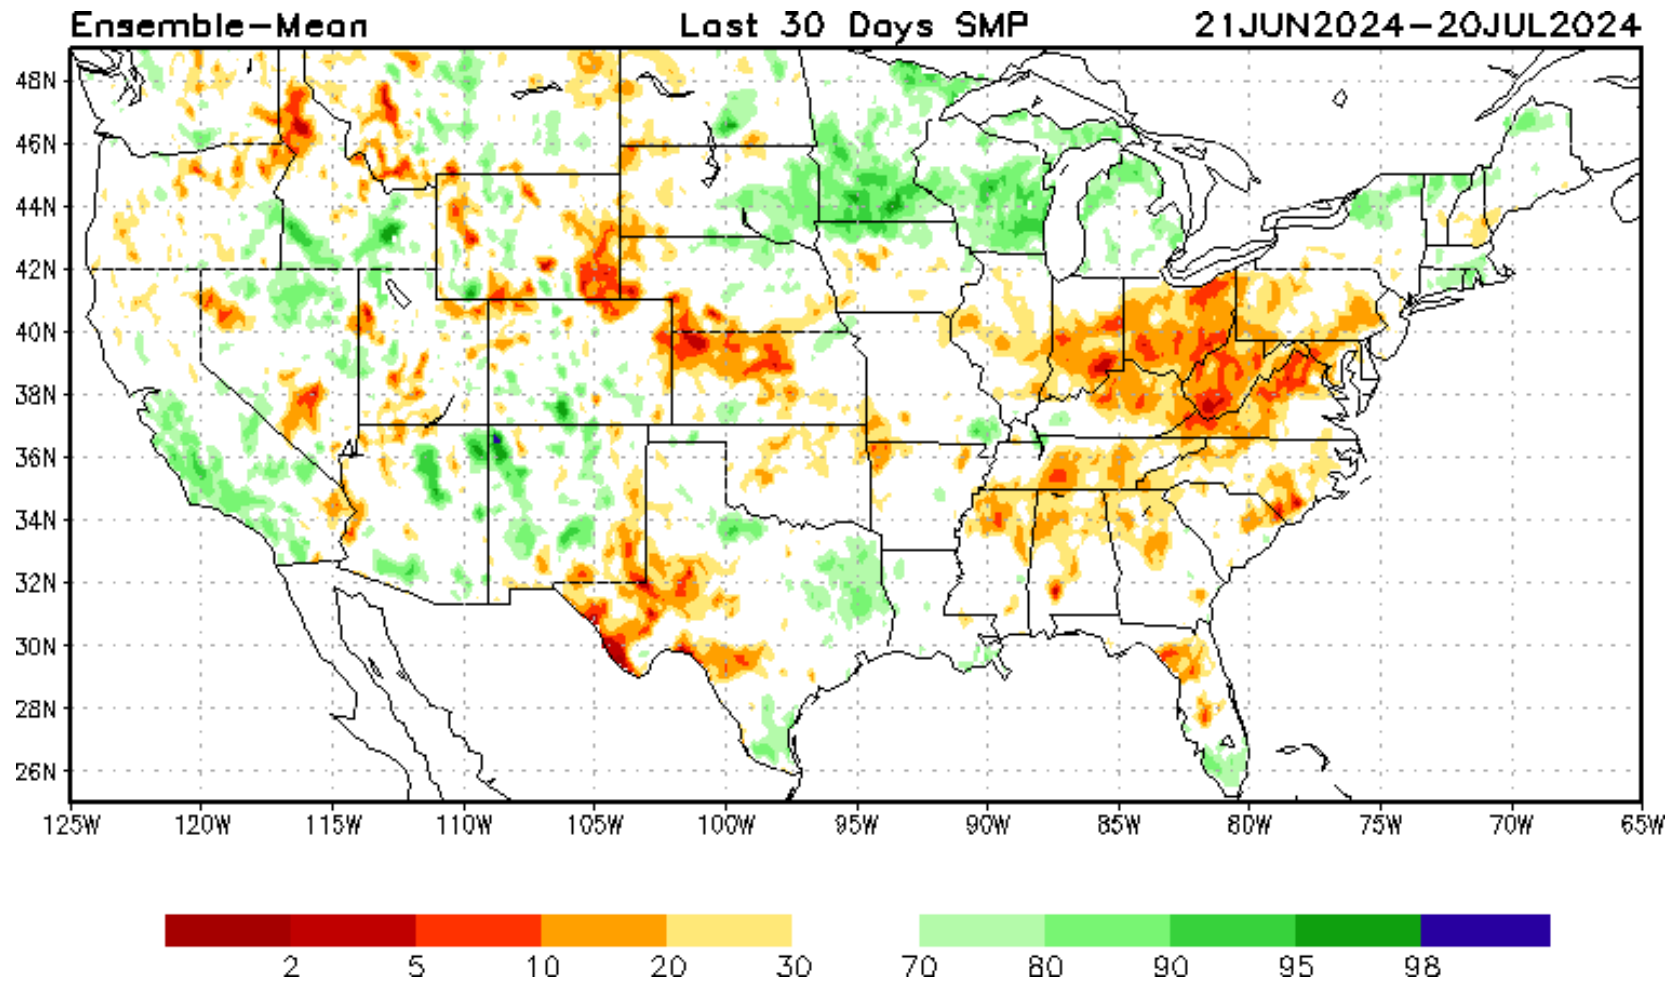 Ensemble-Mean Last 30 Days SMP 21JUN2024-20JUL2024
48N
46N
44N
42N
40N
38N
36N
34N
32N
30N
28N
26N
125W 120W 115W 110W 105W 100W 95W 90W 85W 80W 75W 70W 65W
2 5 10 20 30 70 80 90 95 98